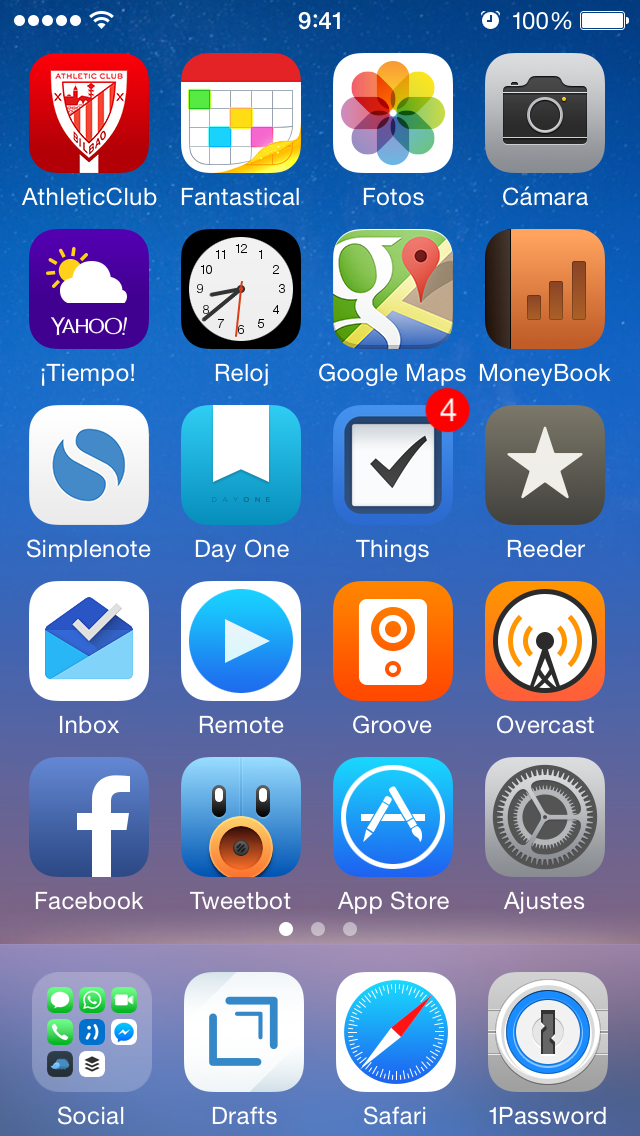 9:41 100%
ATHLETIC CLUB
BILBAO
AthleticClub Fantastical Fotos Cámara
YAHOO!
12
11 1
10 2
9 3
8 4
7 5
6
¡Tiempo! Reloj Google Maps MoneyBook
4
DAYONE
Simplenote Day One Things Reeder
Inbox Remote Groove Overcast
Facebook Tweetbot App Store Ajustes
Social Drafts Safari 1Password